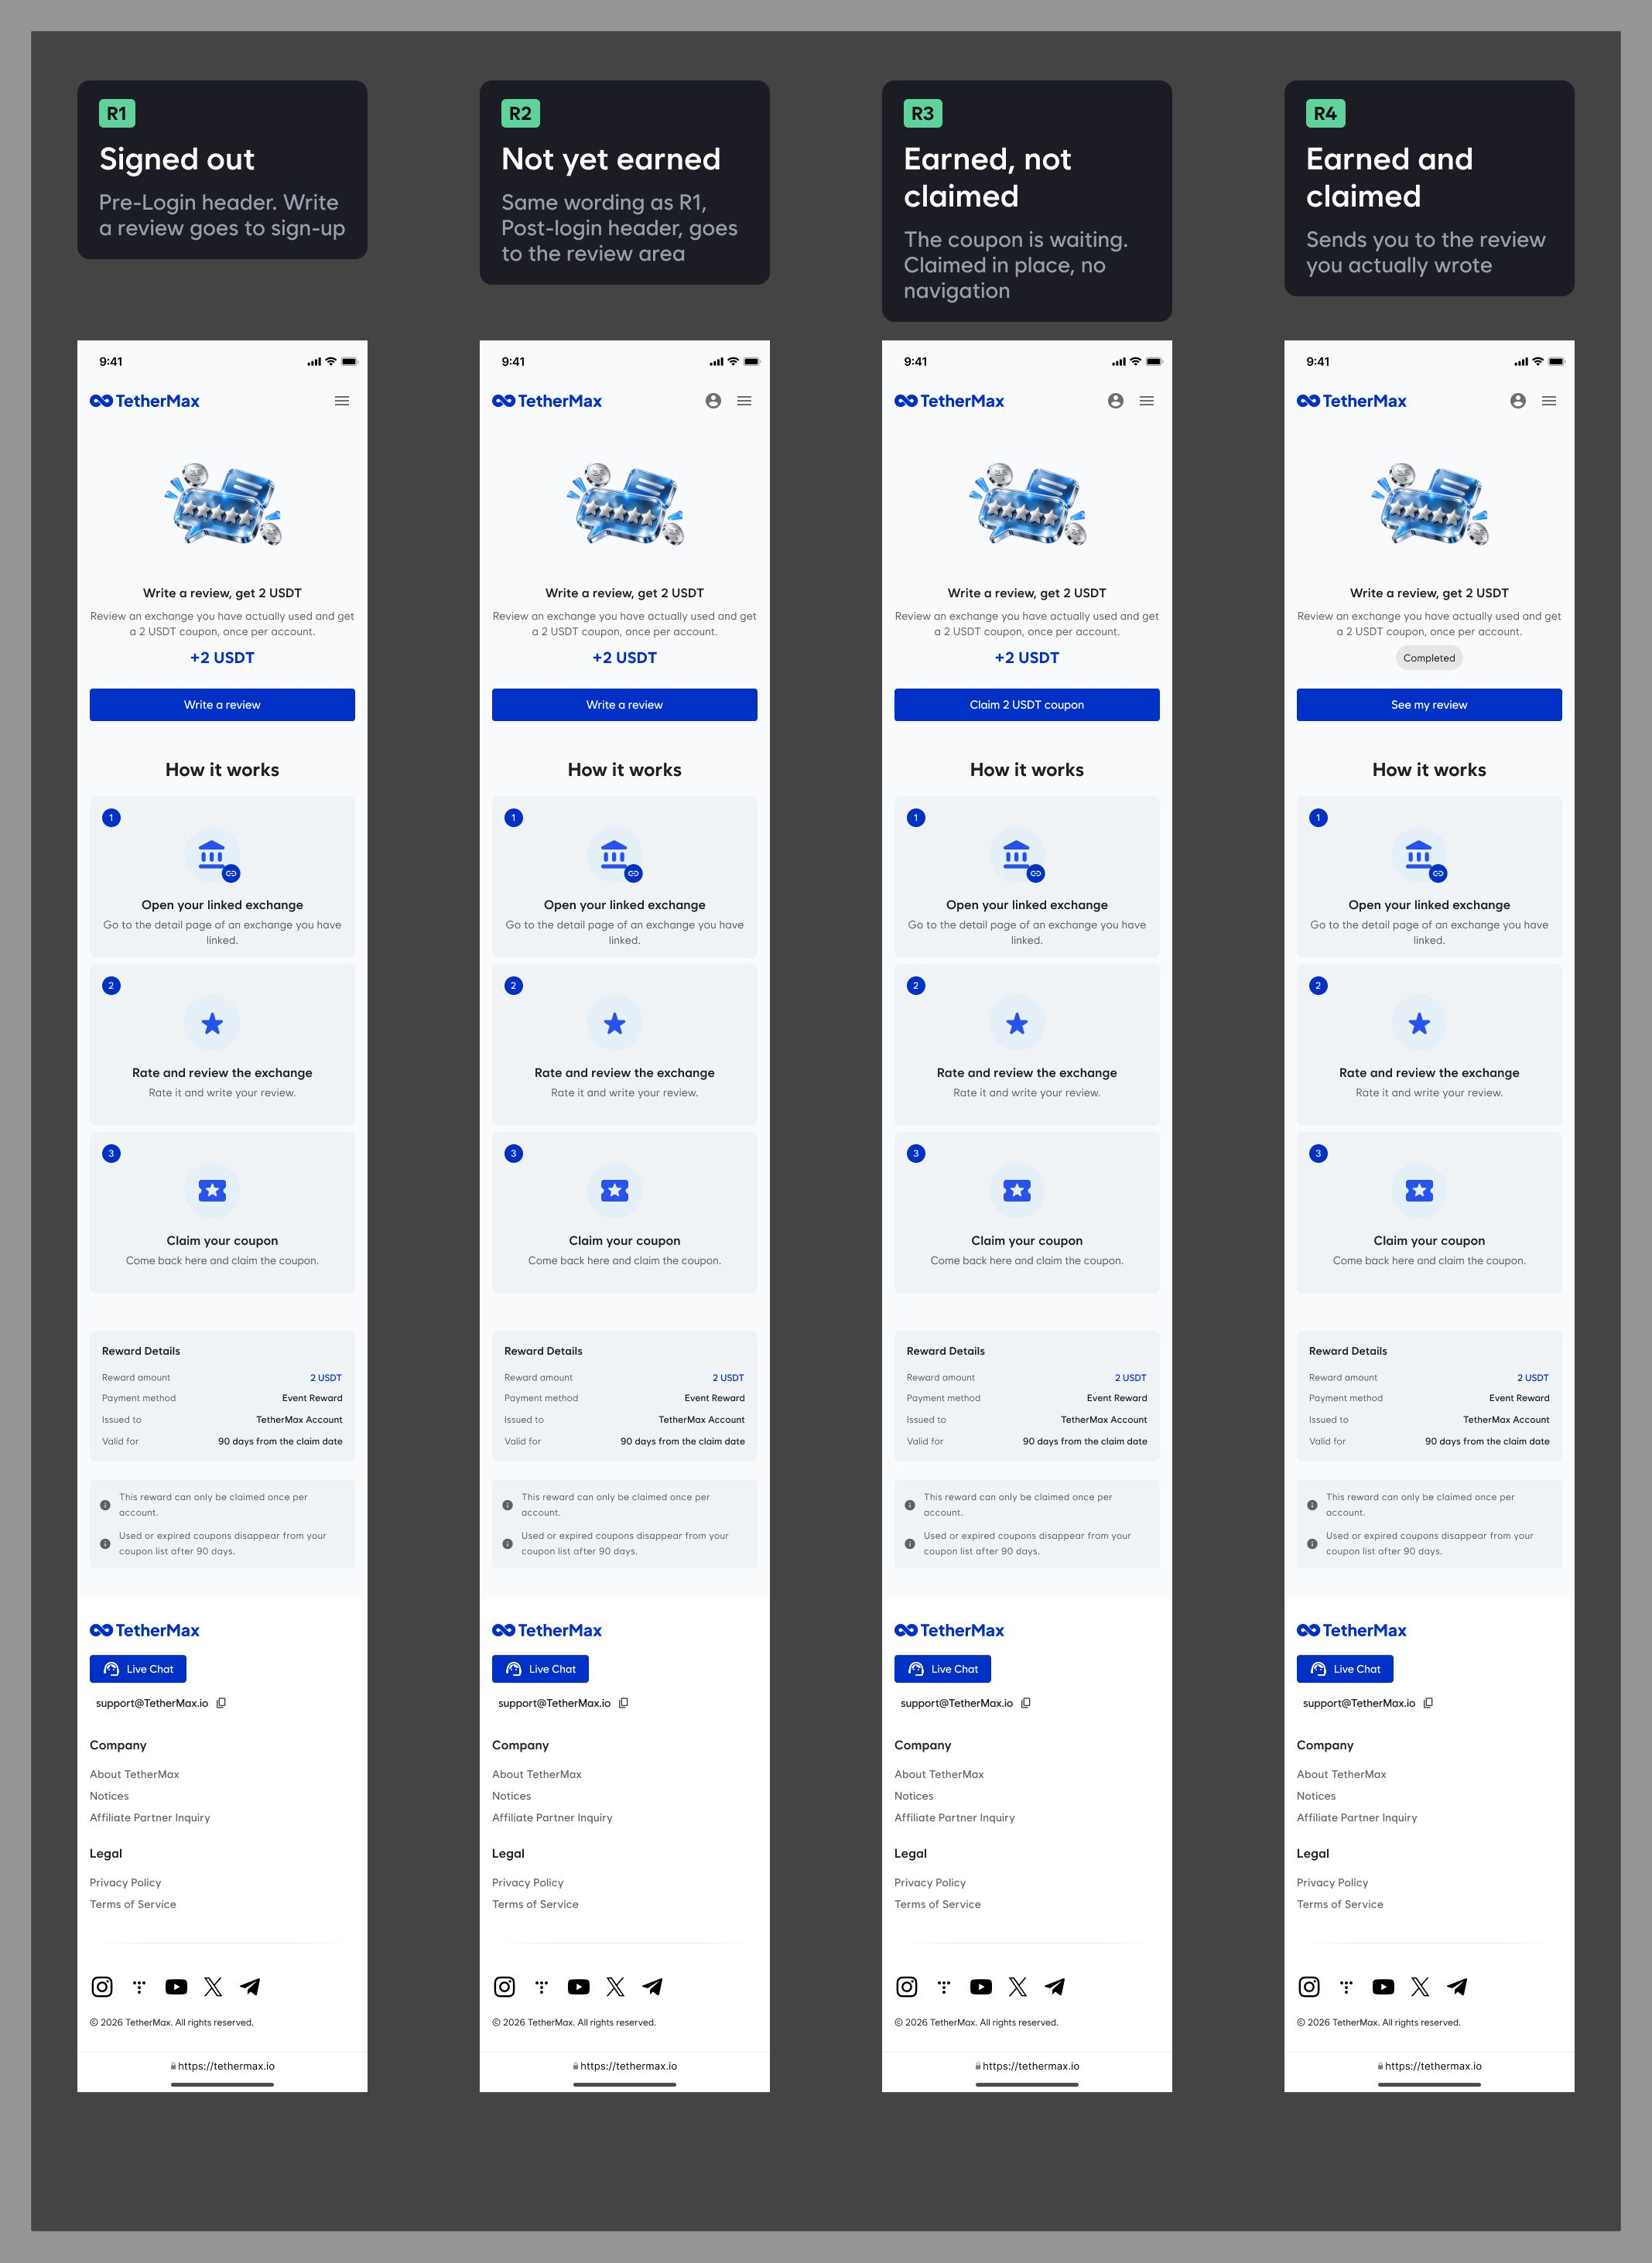 R1
Signed out
Pre-Login header. Write
a review goes to sign-up
R2
Not yet earned
Same wording as R1,
Post-login header, goes
to the review area
R3
Earned, not
claimed
The coupon is waiting.
Claimed in place, no
navigation
R4
Earned and
claimed
Sends you to the review
you actually wrote
9:41
TetherMax
Write a review, get 2 USDT
Review an exchange you have actually used and get
a 2 USDT coupon, once per account.
+2 USDT
Write a review
How it works
1
Open your linked exchange
Go to the detail page of an exchange you have
linked.
2
Rate and review the exchange
Rate it and write your review.
3
Claim your coupon
Come back here and claim the coupon.
Reward Details
Reward amount 2 USDT
Payment method Event Reward
Issued to TetherMax Account
Valid for 90 days from the claim date
This reward can only be claimed once per
account.
Used or expired coupons disappear from your
coupon list after 90 days.
TetherMax
Live Chat
support@TetherMax.io
Company
About TetherMax
Notices
Affiliate Partner Inquiry
Legal
Privacy Policy
Terms of Service
© 2026 TetherMax. All rights reserved.
https://tethermax.io
9:41
TetherMax
Write a review, get 2 USDT
Review an exchange you have actually used and get
a 2 USDT coupon, once per account.
+2 USDT
Write a review
How it works
1
Open your linked exchange
Go to the detail page of an exchange you have
linked.
2
Rate and review the exchange
Rate it and write your review.
3
Claim your coupon
Come back here and claim the coupon.
Reward Details
Reward amount 2 USDT
Payment method Event Reward
Issued to TetherMax Account
Valid for 90 days from the claim date
This reward can only be claimed once per
account.
Used or expired coupons disappear from your
coupon list after 90 days.
TetherMax
Live Chat
support@TetherMax.io
Company
About TetherMax
Notices
Affiliate Partner Inquiry
Legal
Privacy Policy
Terms of Service
© 2026 TetherMax. All rights reserved.
https://tethermax.io
9:41
TetherMax
Write a review, get 2 USDT
Review an exchange you have actually used and get
a 2 USDT coupon, once per account.
+2 USDT
Claim 2 USDT coupon
How it works
1
Open your linked exchange
Go to the detail page of an exchange you have
linked.
2
Rate and review the exchange
Rate it and write your review.
3
Claim your coupon
Come back here and claim the coupon.
Reward Details
Reward amount 2 USDT
Payment method Event Reward
Issued to TetherMax Account
Valid for 90 days from the claim date
This reward can only be claimed once per
account.
Used or expired coupons disappear from your
coupon list after 90 days.
TetherMax
Live Chat
support@TetherMax.io
Company
About TetherMax
Notices
Affiliate Partner Inquiry
Legal
Privacy Policy
Terms of Service
© 2026 TetherMax. All rights reserved.
https://tethermax.io
9:41
TetherMax
Write a review, get 2 USDT
Review an exchange you have actually used and get
a 2 USDT coupon, once per account.
Completed
See my review
How it works
1
Open your linked exchange
Go to the detail page of an exchange you have
linked.
2
Rate and review the exchange
Rate it and write your review.
3
Claim your coupon
Come back here and claim the coupon.
Reward Details
Reward amount 2 USDT
Payment method Event Reward
Issued to TetherMax Account
Valid for 90 days from the claim date
This reward can only be claimed once per
account.
Used or expired coupons disappear from your
coupon list after 90 days.
TetherMax
Live Chat
support@TetherMax.io
Company
About TetherMax
Notices
Affiliate Partner Inquiry
Legal
Privacy Policy
Terms of Service
© 2026 TetherMax. All rights reserved.
https://tethermax.io